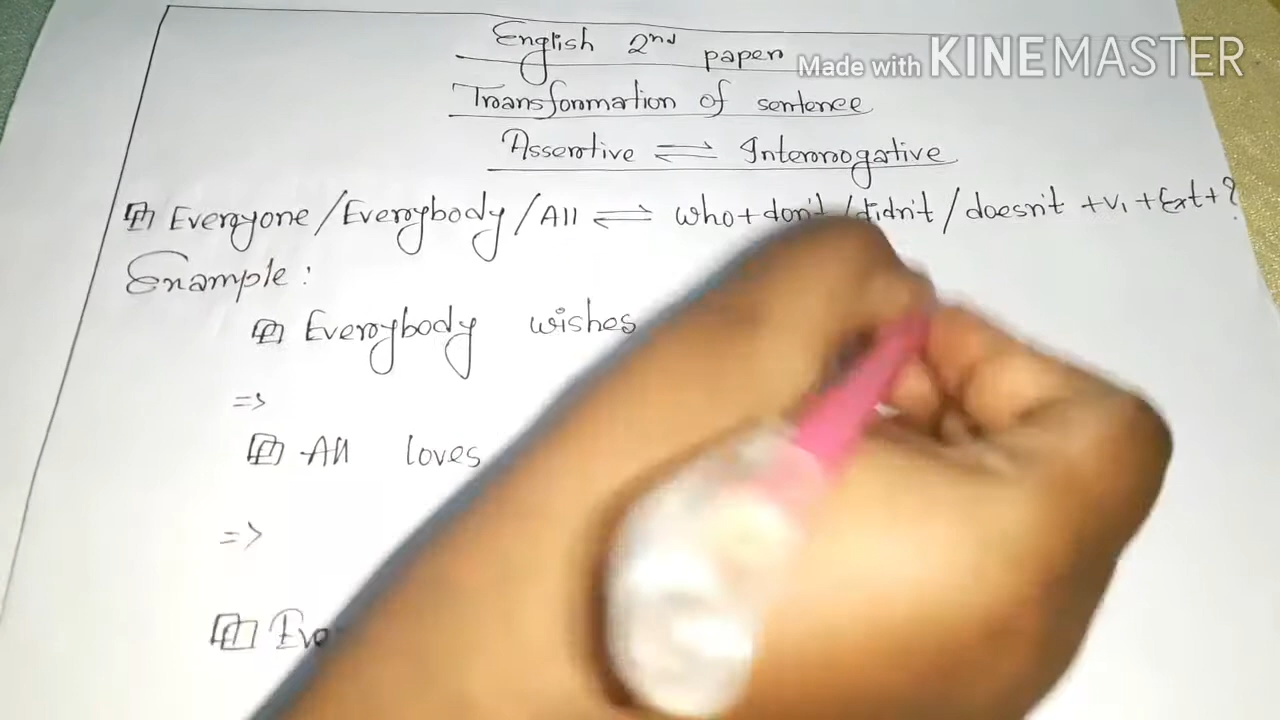 English 2nd paper
Made with KINEMASTER
Transformation of sentence
Assertive ⇌ Interrogative
Everyone/Everybody/All ⇌ who+don't/didn't/doesn't +v₁+Ext+?
Example:
Everybody wishes
=>
All loves
=>